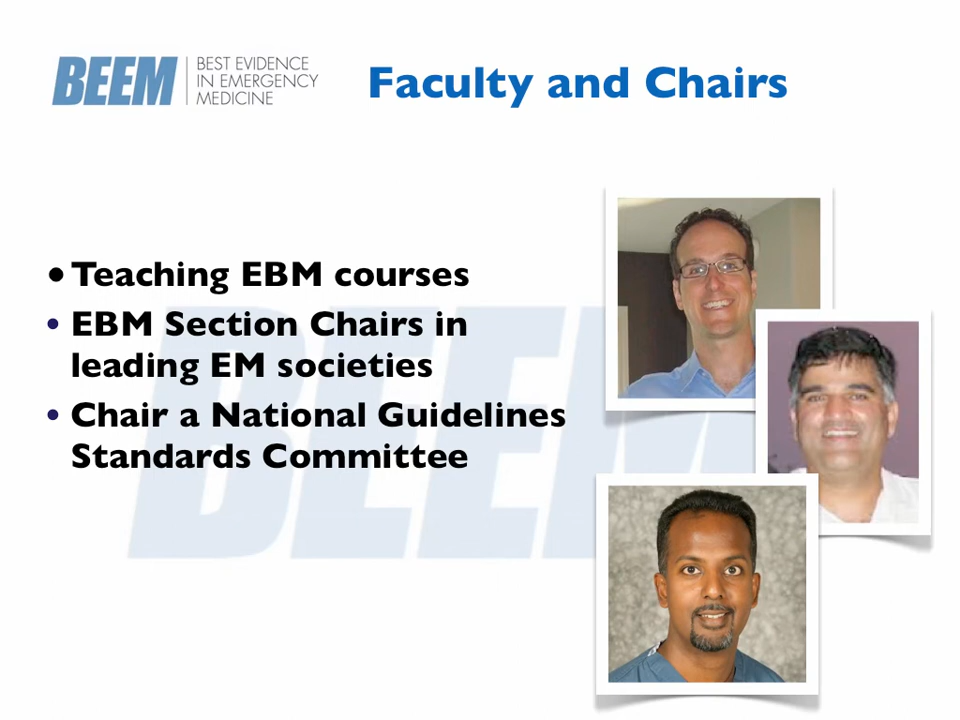 BEEM
BEST EVIDENCE
IN EMERGENCY
MEDICINE
Faculty and Chairs
• Teaching EBM courses
• EBM Section Chairs in
leading EM societies
• Chair a National Guidelines
Standards Committee
BEEM